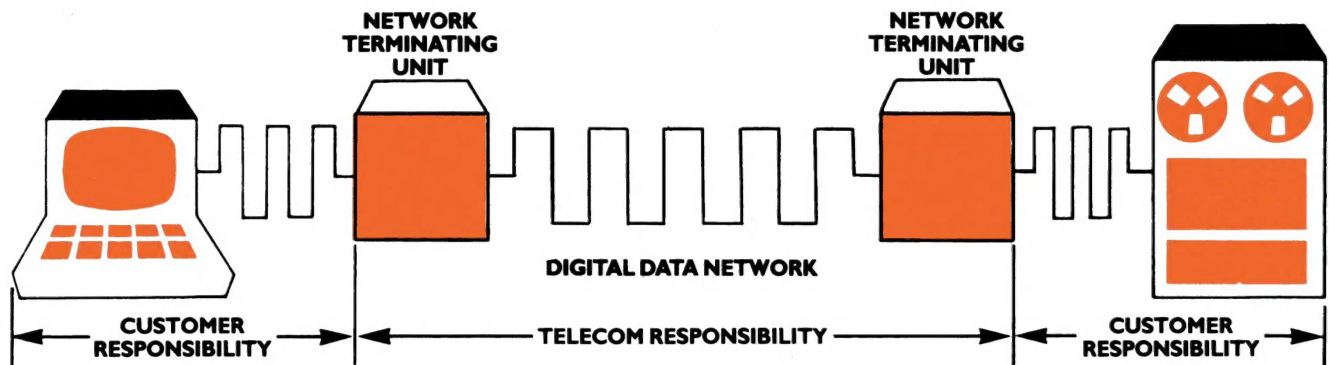 NETWORK
TERMINATING
UNIT
NETWORK
TERMINATING
UNIT
DIGITAL DATA NETWORK
CUSTOMER
RESPONSIBILITY
TELECOM RESPONSIBILITY
CUSTOMER
RESPONSIBILITY